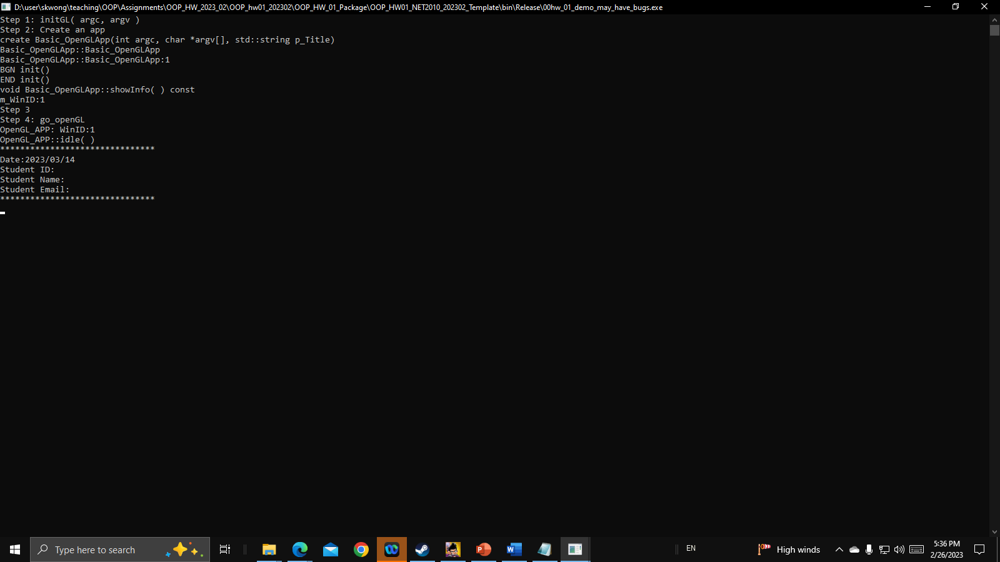 D:\user\skwong\teaching\OOP\Assignments\OOP_HW_2023_02\OOP_hw01_202302\OOP_HW_01_Package\OOP_HW01_NET2010_202302_Template\bin\Release\00hw_01_demo_may_have_bugs.exe
Step 1: initGL( argc, argv )
Step 2: Create an app
create Basic_OpenGLApp(int argc, char *argv[], std::string p_Title)
Basic_OpenGLApp::Basic_OpenGLApp
Basic_OpenGLApp::Basic_OpenGLApp:1
BGN init()
END init()
void Basic_OpenGLApp::showInfo( ) const
m_WinID:1
Step 3
Step 4: go_openGL
OpenGL_APP: WinID:1
OpenGL_APP::idle( )
*******************************
Date:2023/03/14
Student ID:
Student Name:
Student Email:
*******************************
Type here to search
EN
High winds
5:36 PM
2/26/2023